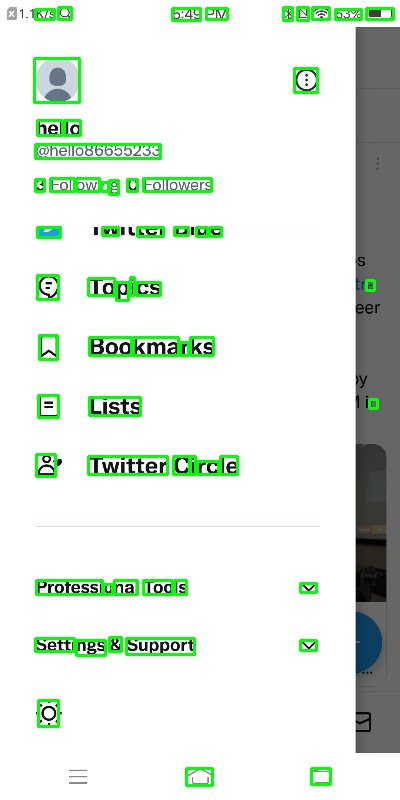 1.1K/s 5:49 PM 53%
hello
@hello86655233
3 Following 0 Followers
Twitter Blue
Topics
Bookmarks
Lists
Twitter Circle
Professional Tools
Settings & Support